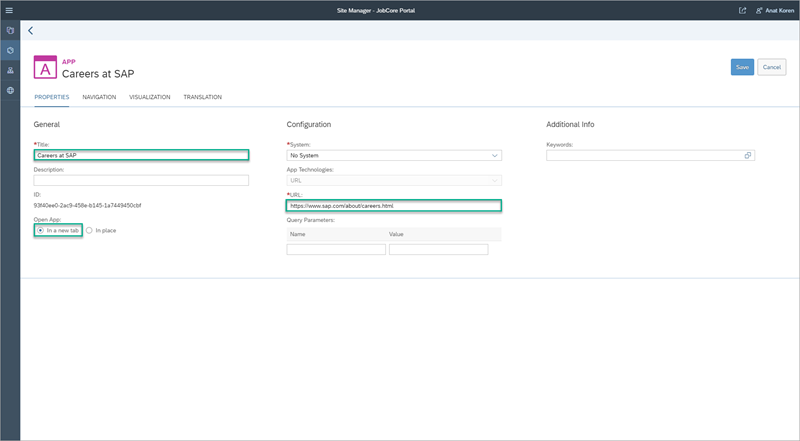 Site Manager - JobCore Portal
Anat Koren
A
APP
Careers at SAP
Save
Cancel
PROPERTIES NAVIGATION VISUALIZATION TRANSLATION
General
*Title:
Careers at SAP
Description:
ID:
93f40ee0-2ac9-458e-b145-1a7449450cbf
Open App:
In a new tab
In place
Configuration
*System:
No System
App Technologies:
URL
*URL:
https://www.sap.com/about/careers.html
Query Parameters:
Name Value
Additional Info
Keywords: